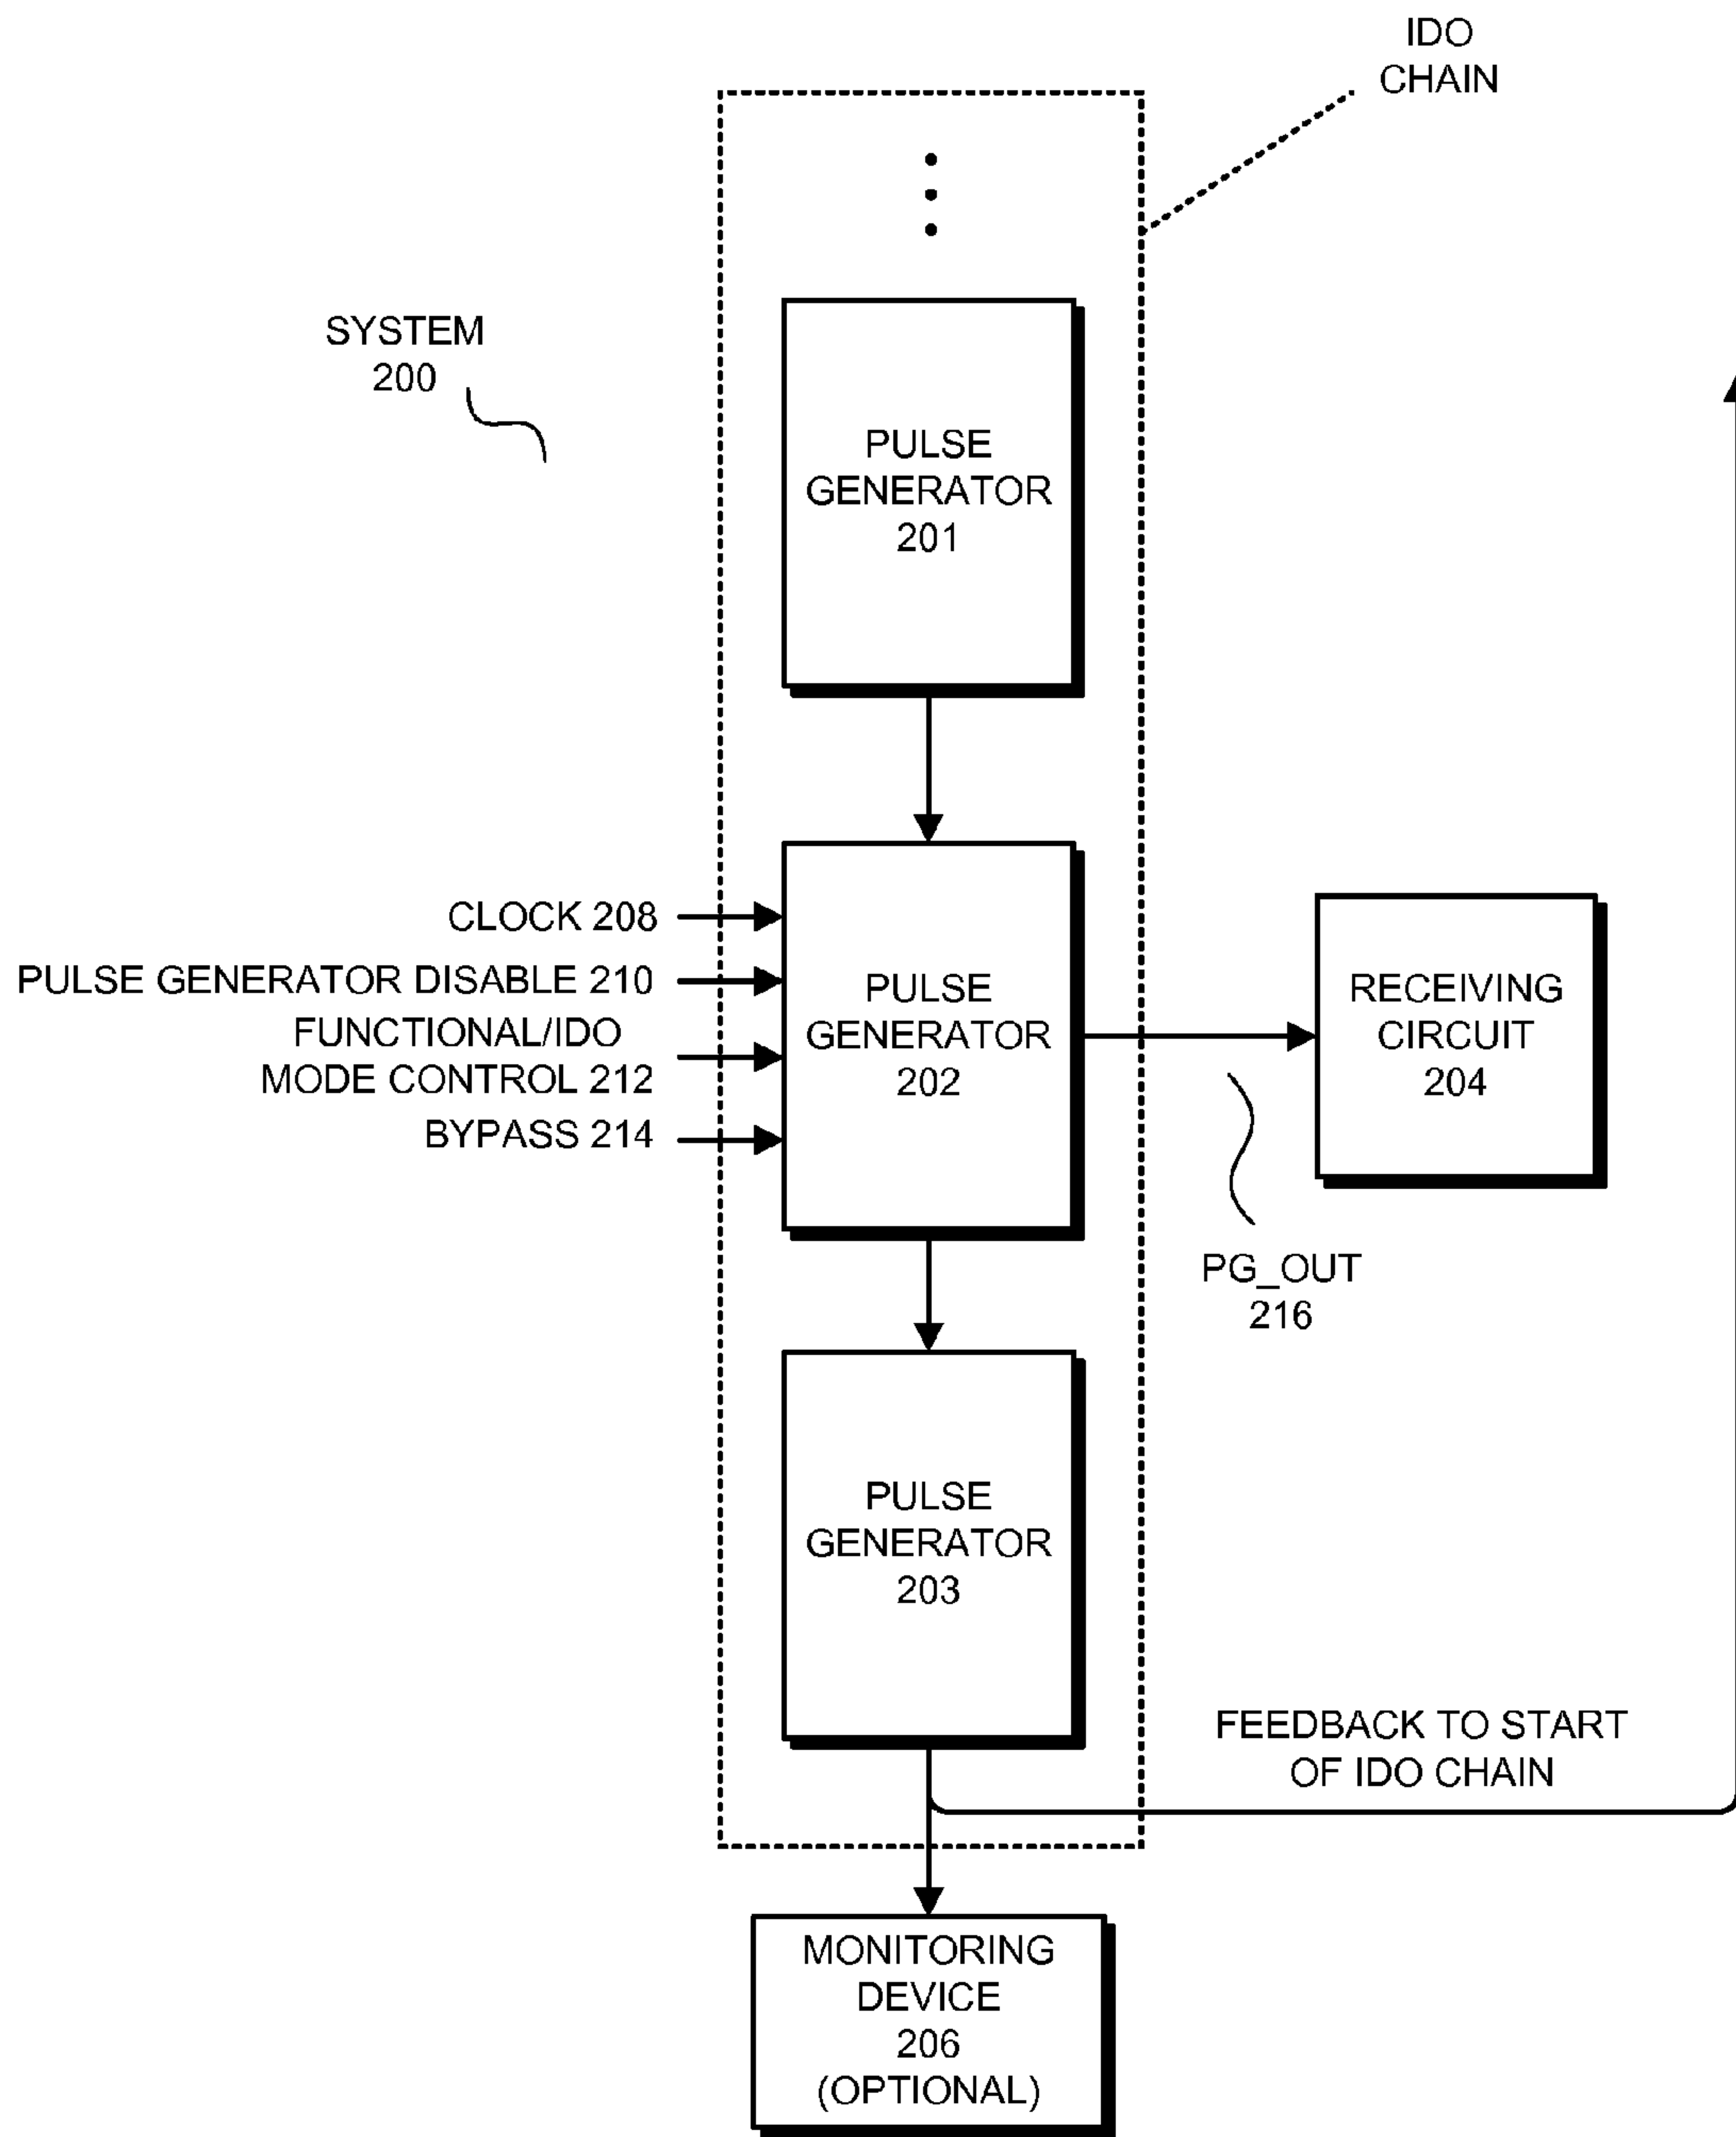 IDO
CHAIN
SYSTEM
200
PULSE
GENERATOR
201
CLOCK 208
PULSE GENERATOR DISABLE 210
FUNCTIONAL/IDO
MODE CONTROL 212
BYPASS 214
PULSE
GENERATOR
202
RECEIVING
CIRCUIT
204
PG_OUT
216
PULSE
GENERATOR
203
FEEDBACK TO START
OF IDO CHAIN
MONITORING
DEVICE
206
(OPTIONAL)